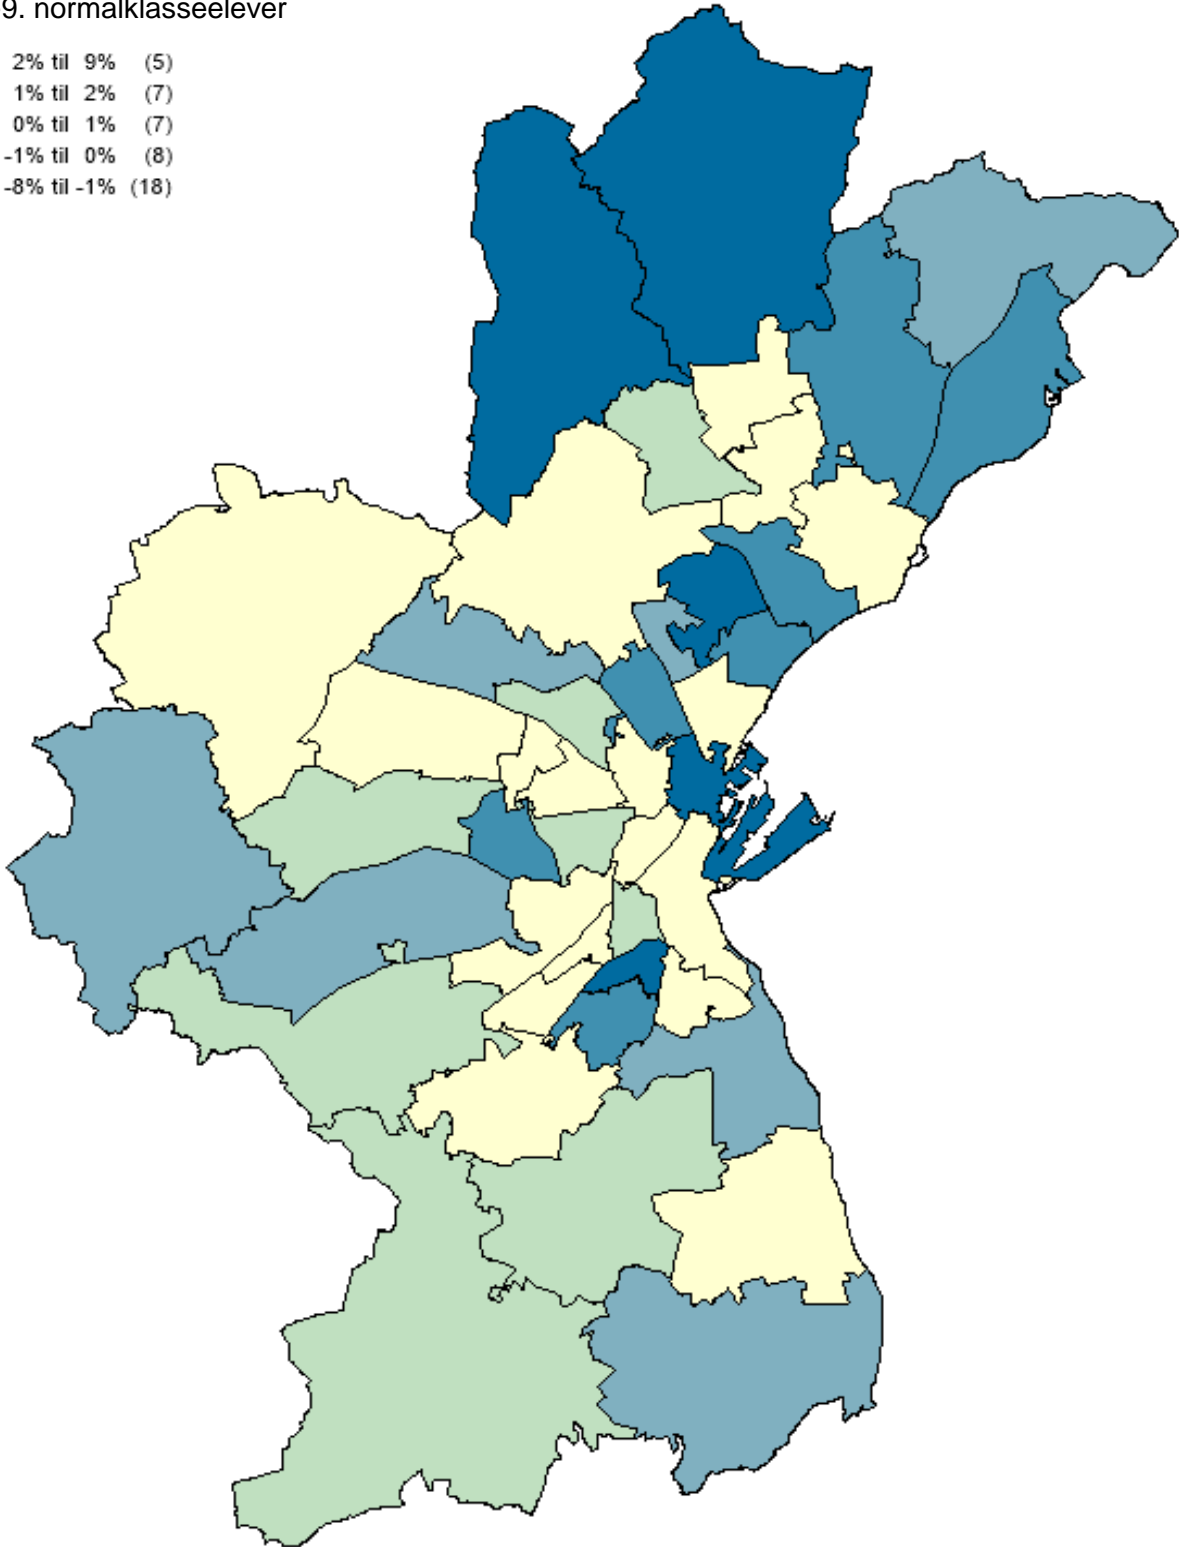 9. normalklasseelever
2% til 9% (5)
1% til 2% (7)
0% til 1% (7)
-1% til 0% (8)
-8% til -1% (18)